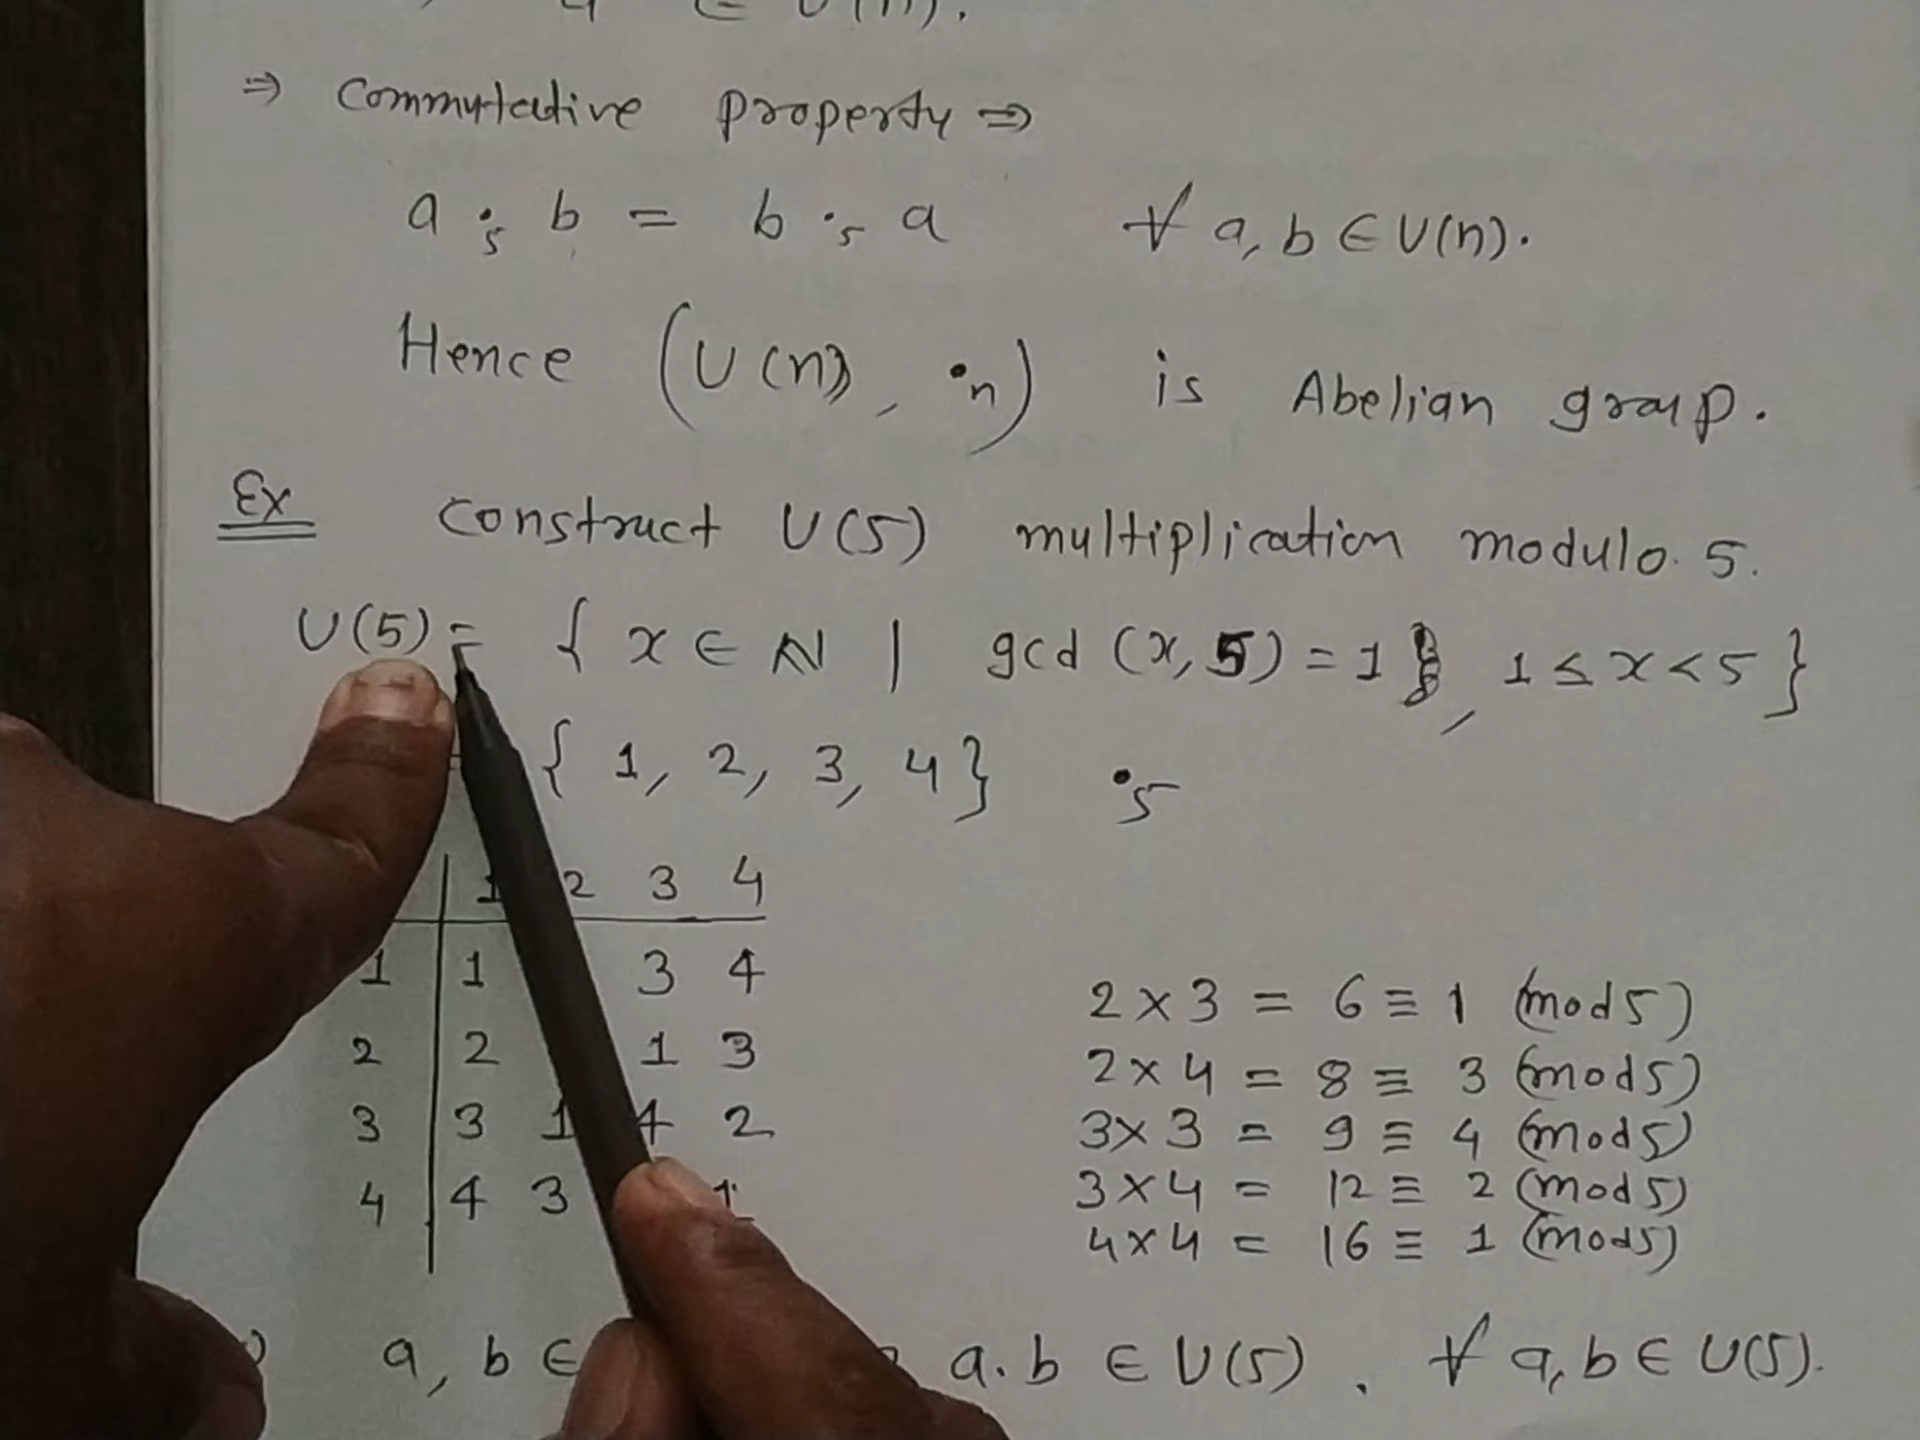 ∈ U(n).
⇒ Commutative property ⇒
a ·₅ b = b ·₅ a ∀ a, b ∈ U(n).
Hence (U(n), ·n) is Abelian group.
Ex construct U(5) multiplication modulo 5.
U(5) = { x ∈ N | gcd (x, 5) = 1, 1 ≤ x < 5 }
{ 1, 2, 3, 4 } ·₅
1 2 3 4
1 1 3 4
2 2 1 3
3 3 1 4 2
4 4 3 1
2 × 3 = 6 ≡ 1 (mod 5)
2 × 4 = 8 ≡ 3 (mod 5)
3 × 3 = 9 ≡ 4 (mod 5)
3 × 4 = 12 ≡ 2 (mod 5)
4 × 4 = 16 ≡ 1 (mod 5)
a, b ∈ a.b ∈ U(5). ∀ a, b ∈ U(5).